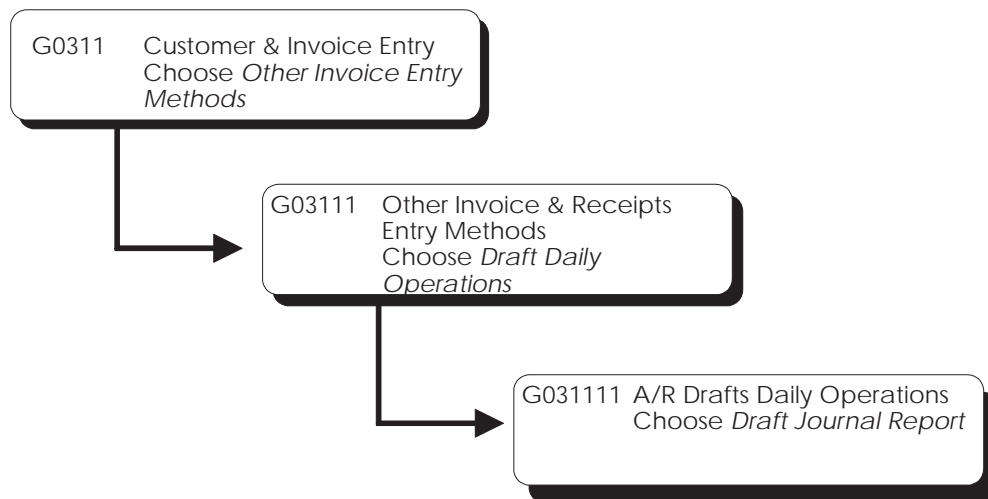 G0311 Customer & Invoice Entry
Choose Other Invoice Entry
Methods
G03111 Other Invoice & Receipts
Entry Methods
Choose Draft Daily
Operations
G031111 A/R Drafts Daily Operations
Choose Draft Journal Report